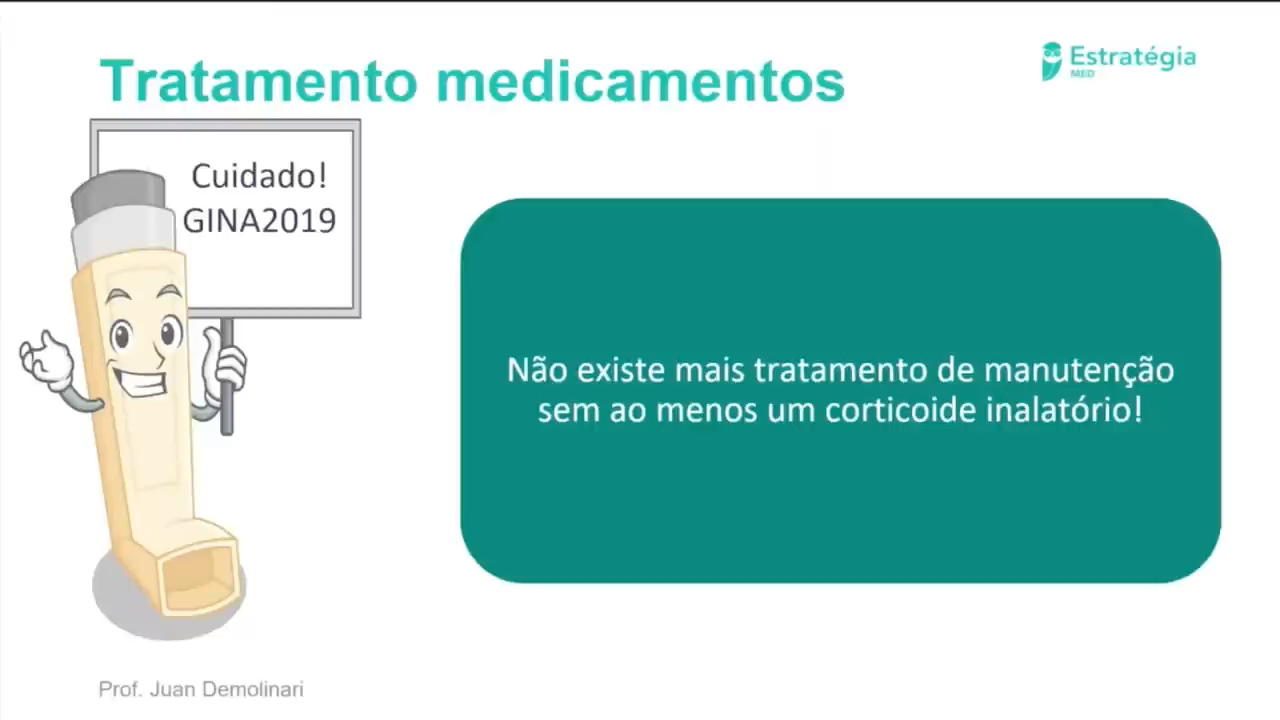 Tratamento medicamentos
Estratégia
MED
Cuidado!
GINA2019
Não existe mais tratamento de manutenção
sem ao menos um corticoide inalatório!
Prof. Juan Demolinari